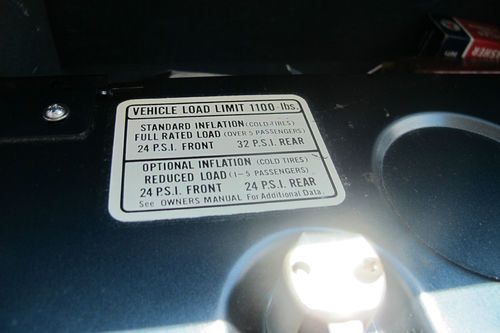 VEHICLE LOAD LIMIT 1100-lbs.
STANDARD INFLATION (COLD-TIRES)
FULL RATED LOAD (OVER 5 PASSENGERS)
24 P.S.I. FRONT 32 P.S.I. REAR
OPTIONAL INFLATION (COLD TIRES)
REDUCED LOAD (1-5 PASSENGERS)
24 P.S.I. FRONT 24 P.S.I. REAR
See OWNERS MANUAL For Additional Data.